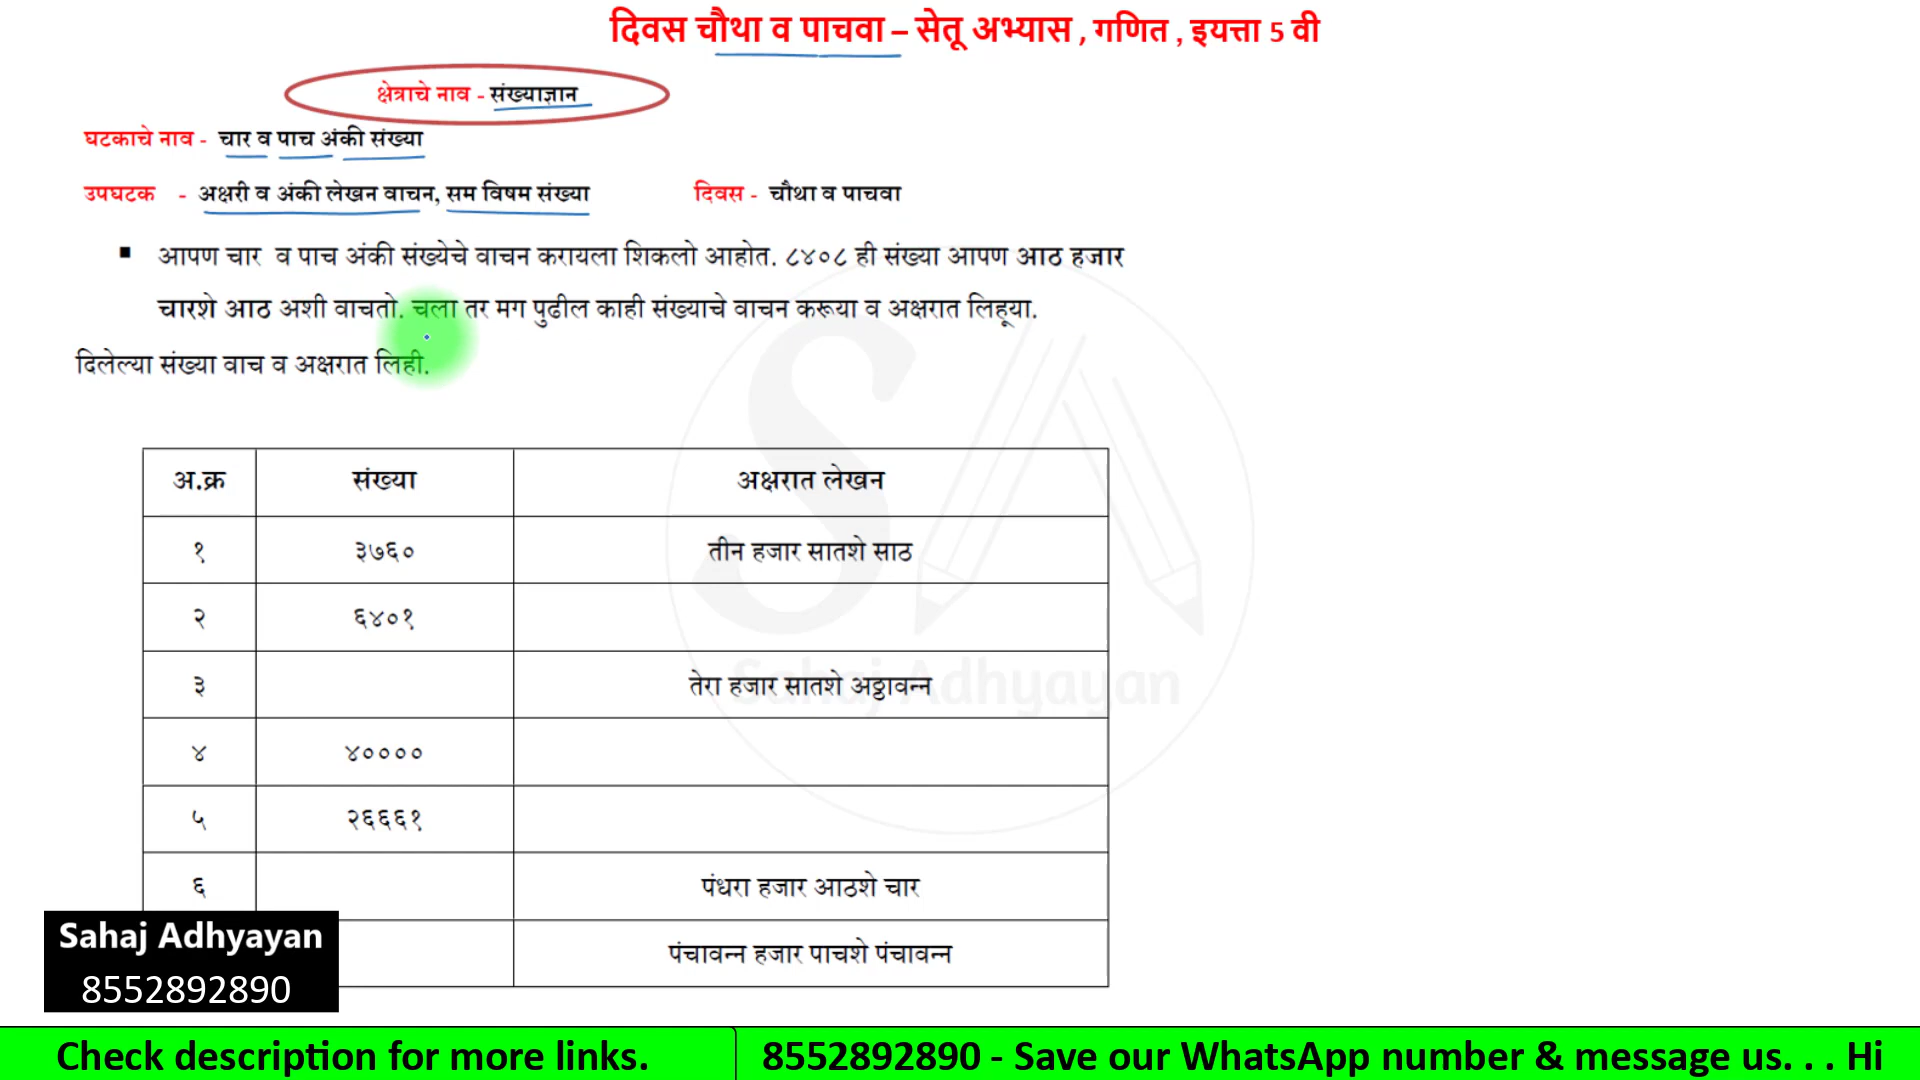 दिवस चौथा व पाचवा – सेतू अभ्यास , गणित , इयत्ता 5 वी
क्षेत्राचे नाव - संख्याज्ञान
घटकाचे नाव - चार व पाच अंकी संख्या
उपघटक - अक्षरी व अंकी लेखन वाचन, सम विषम संख्या दिवस - चौथा व पाचवा
▪ आपण चार व पाच अंकी संख्येचे वाचन करायला शिकलो आहोत. ८४०८ ही संख्या आपण आठ हजार
चारशे आठ अशी वाचतो. चला तर मग पुढील काही संख्याचे वाचन करूया व अक्षरात लिहूया.
दिलेल्या संख्या वाच व अक्षरात लिही.
अ.क्र संख्या अक्षरात लेखन
१ ३७६० तीन हजार सातशे साठ
२ ६४०१
३ तेरा हजार सातशे अठ्ठावन्न
४ ४००००
५ २६६६१
६ पंधरा हजार आठशे चार
पंचावन्न हजार पाचशे पंचावन्न
Sahaj Adhyayan
Sahaj Adhyayan
8552892890
Check description for more links. 8552892890 - Save our WhatsApp number & message us. . . Hi